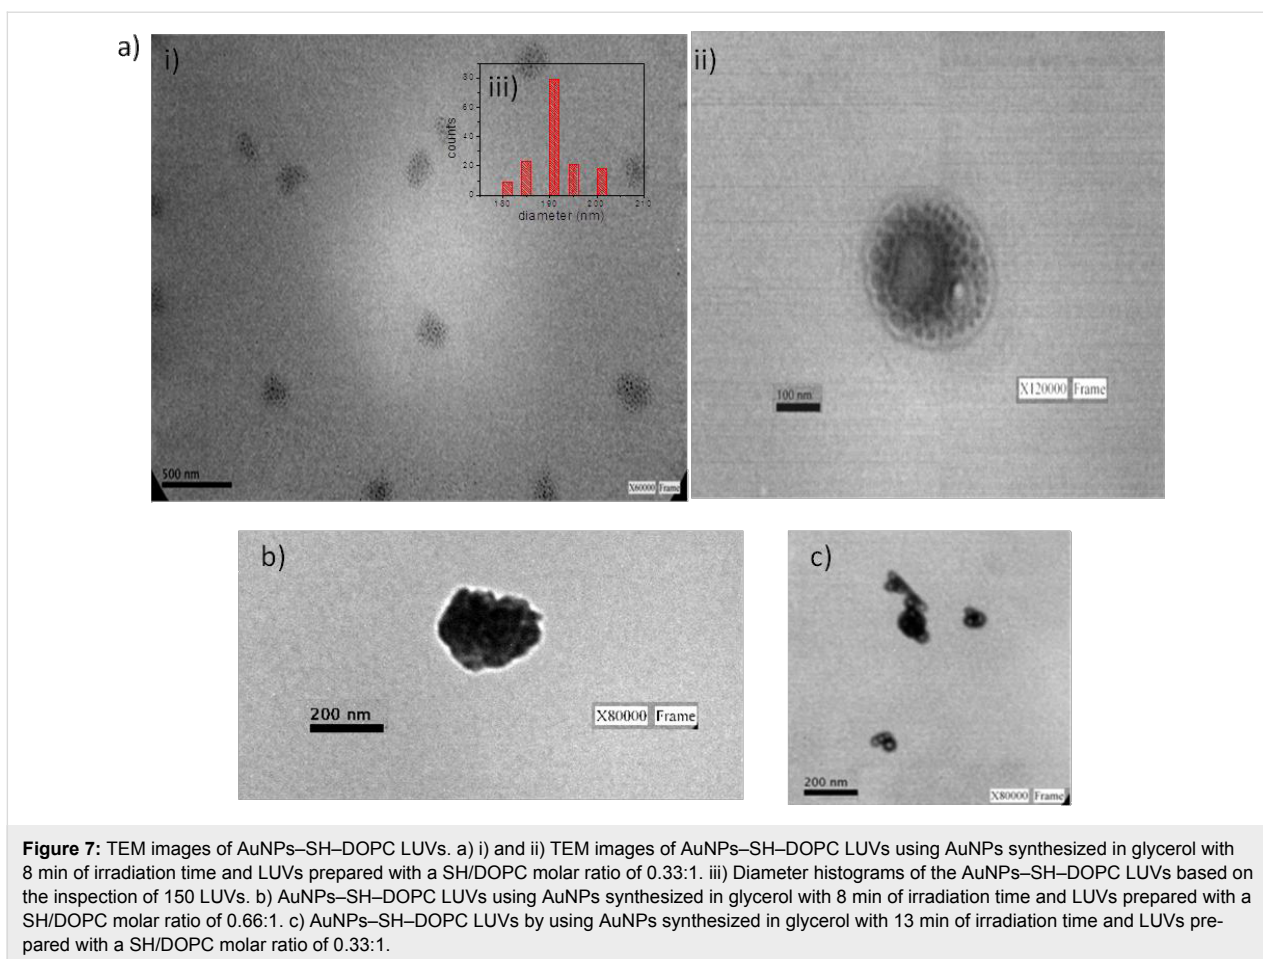 a)
i)
ii)
iii)
80
60
40
20
0
counts
180 190 200 210
diameter (nm)
500 nm
X60000 Frame
100 nm
X120000 Frame
b)
200 nm
X80000 Frame
c)
200 nm
X80000 Frame
Figure 7: TEM images of AuNPs–SH–DOPC LUVs. a) i) and ii) TEM images of AuNPs–SH–DOPC LUVs using AuNPs synthesized in glycerol with
8 min of irradiation time and LUVs prepared with a SH/DOPC molar ratio of 0.33:1. iii) Diameter histograms of the AuNPs–SH–DOPC LUVs based on
the inspection of 150 LUVs. b) AuNPs–SH–DOPC LUVs using AuNPs synthesized in glycerol with 8 min of irradiation time and LUVs prepared with a
SH/DOPC molar ratio of 0.66:1. c) AuNPs–SH–DOPC LUVs by using AuNPs synthesized in glycerol with 13 min of irradiation time and LUVs pre-
pared with a SH/DOPC molar ratio of 0.33:1.